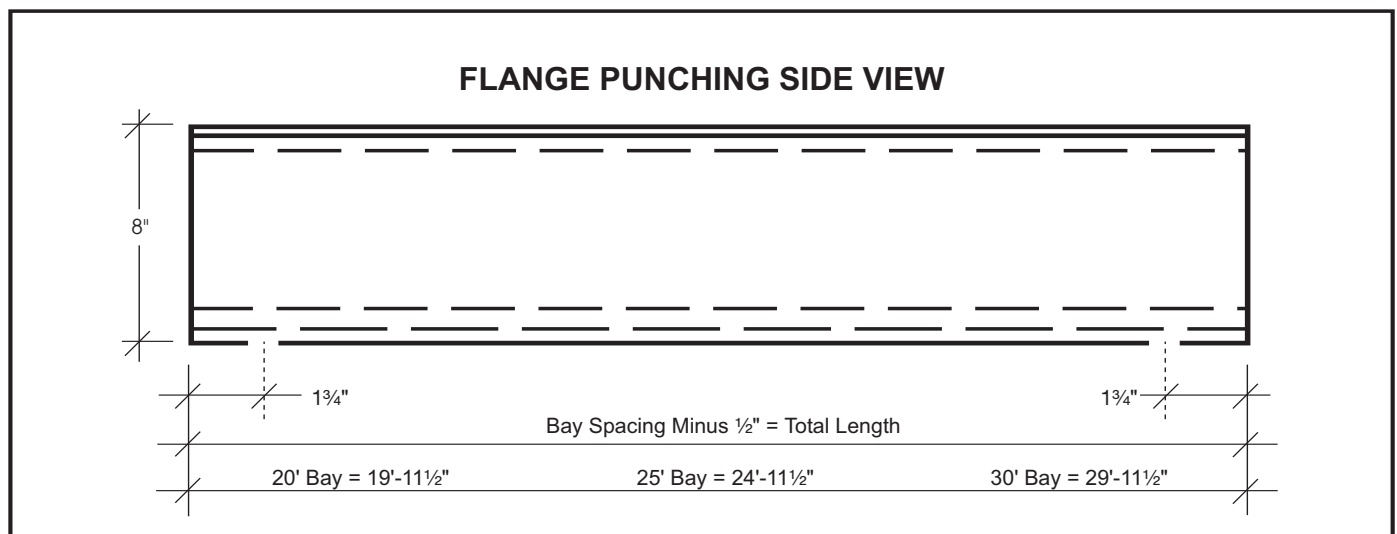 FLANGE PUNCHING SIDE VIEW
8"
1¾" 1¾"
Bay Spacing Minus ½" = Total Length
20' Bay = 19'-11½" 25' Bay = 24'-11½" 30' Bay = 29'-11½"